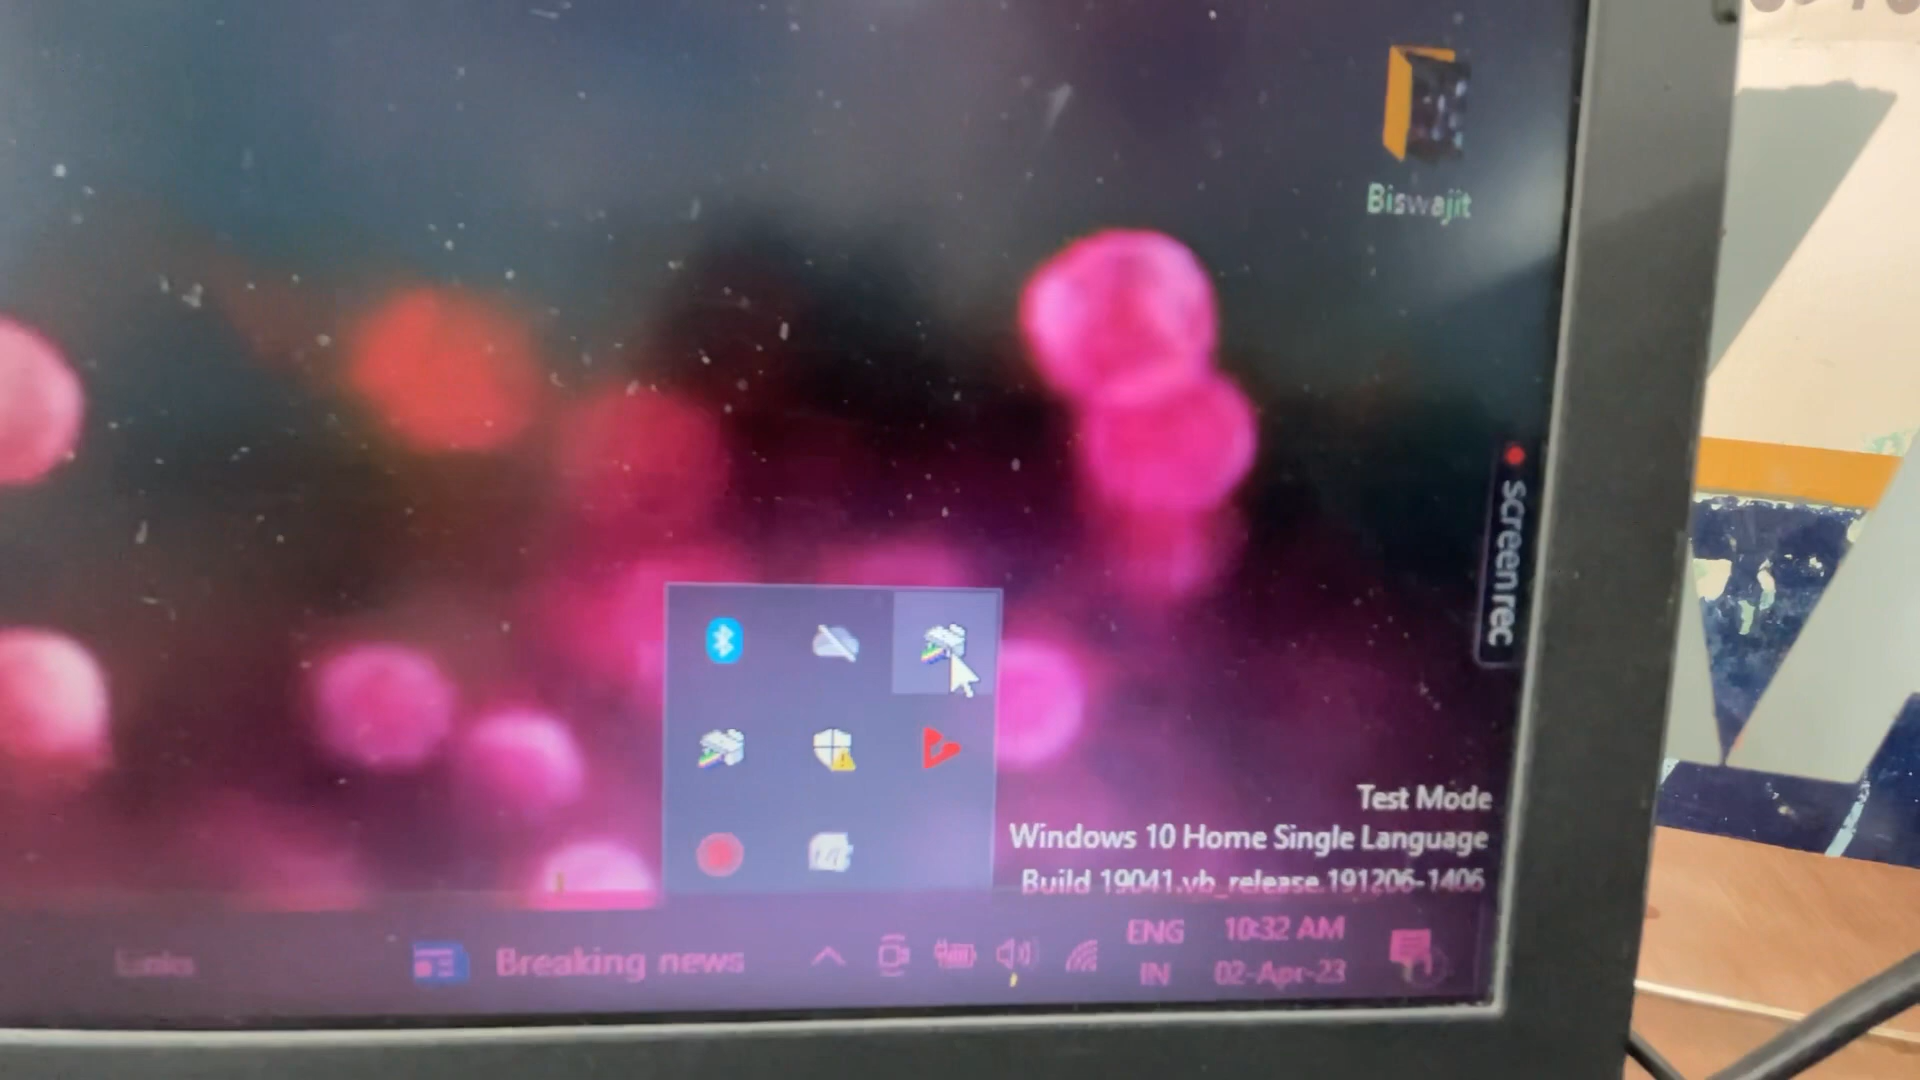 Biswajit
screenrec
Test Mode
Windows 10 Home Single Language
Build 19041.vb_release.191206-1406
Links
Breaking news
ENG
IN
10:32 AM
02-Apr-23